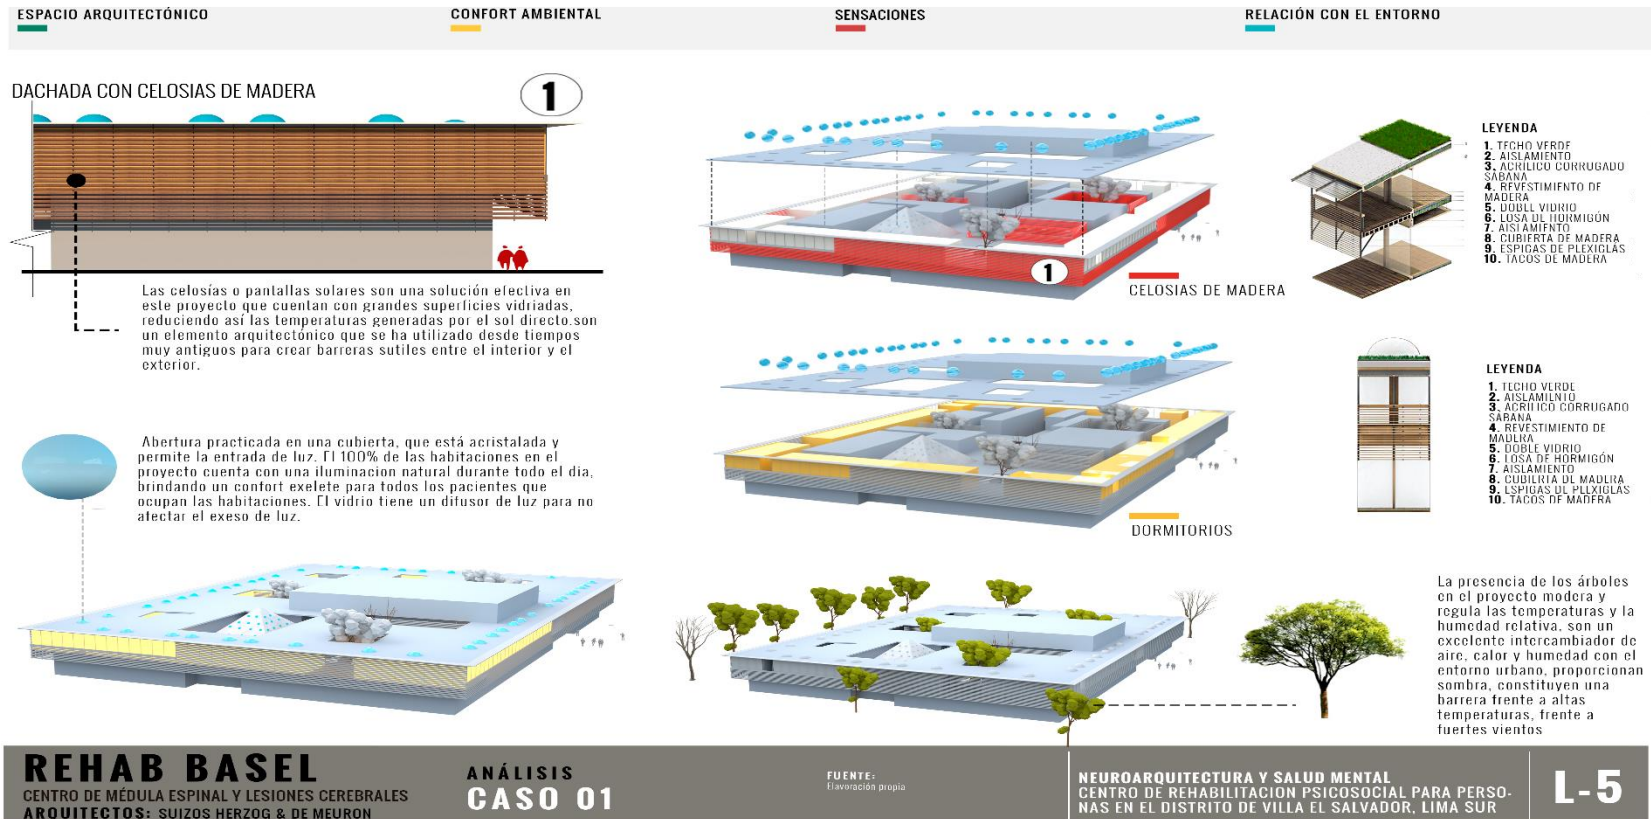 ESPACIO ARQUITECTÓNICO
CONFORT AMBIENTAL
SENSACIONES
RELACIÓN CON EL ENTORNO
DACHADA CON CELOSIAS DE MADERA
1
Las celosías o pantallas solares son una solución efectiva en
este proyecto que cuentan con grandes superficies vidriadas,
reduciendo así las temperaturas generadas por el sol directo.son
un elemento arquitectónico que se ha utilizado desde tiempos
muy antiguos para crear barreras sutiles entre el interior y el
exterior.
1
CELOSIAS DE MADERA
LEYENDA
1. TECHO VERDE
2. AISLAMIENTO
3. ACRÍLICO CORRUGADO
SÁBANA
4. REVESTIMIENTO DE
MADERA
5. DOBLE VIDRIO
6. LOSA DE HORMIGÓN
7. AISLAMIENTO
8. CUBIERTA DE MADERA
9. ESPIGAS DE PLEXIGLÁS
10. TACOS DE MADERA
Abertura practicada en una cubierta, que está acristalada y
permite la entrada de luz. El 100% de las habitaciones en el
proyecto cuenta con una iluminacion natural durante todo el dia,
brindando un confort exelete para todos los pacientes que
ocupan las habitaciones. El vidrio tiene un difusor de luz para no
afectar el exeso de luz.
DORMITORIOS
LEYENDA
1. TECHO VERDE
2. AISLAMIENTO
3. ACRÍLICO CORRUGADO
SÁBANA
4. REVESTIMIENTO DE
MADERA
5. DOBLE VIDRIO
6. LOSA DE HORMIGÓN
7. AISLAMIENTO
8. CUBIERTA DE MADERA
9. ESPIGAS DE PLEXIGLÁS
10. TACOS DE MADERA
La presencia de los árboles
en el proyecto modera y
regula las temperaturas y la
humedad relativa, son un
excelente intercambiador de
aire, calor y humedad con el
entorno urbano, proporcionan
sombra, constituyen una
barrera frente a altas
temperaturas, frente a
fuertes vientos
REHAB BASEL
CENTRO DE MÉDULA ESPINAL Y LESIONES CEREBRALES
ARQUITECTOS: SUIZOS HERZOG & DE MEURON
ANÁLISIS
CASO 01
FUENTE:
Elavoración propia
NEUROARQUITECTURA Y SALUD MENTAL
CENTRO DE REHABILITACION PSICOSOCIAL PARA PERSO-
NAS EN EL DISTRITO DE VILLA EL SALVADOR, LIMA SUR
L-5